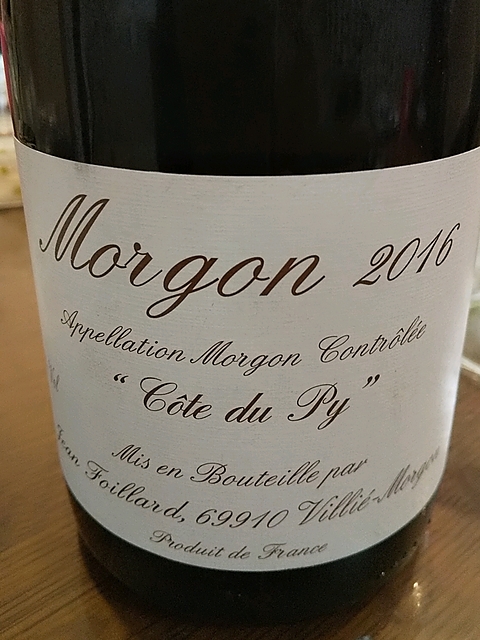 Morgon 2016
Appellation Morgon Contrôlée
“Côte du Py”
Mis en Bouteille par
Jean Foillard, 69910 Villié-Morgon
Produit de France